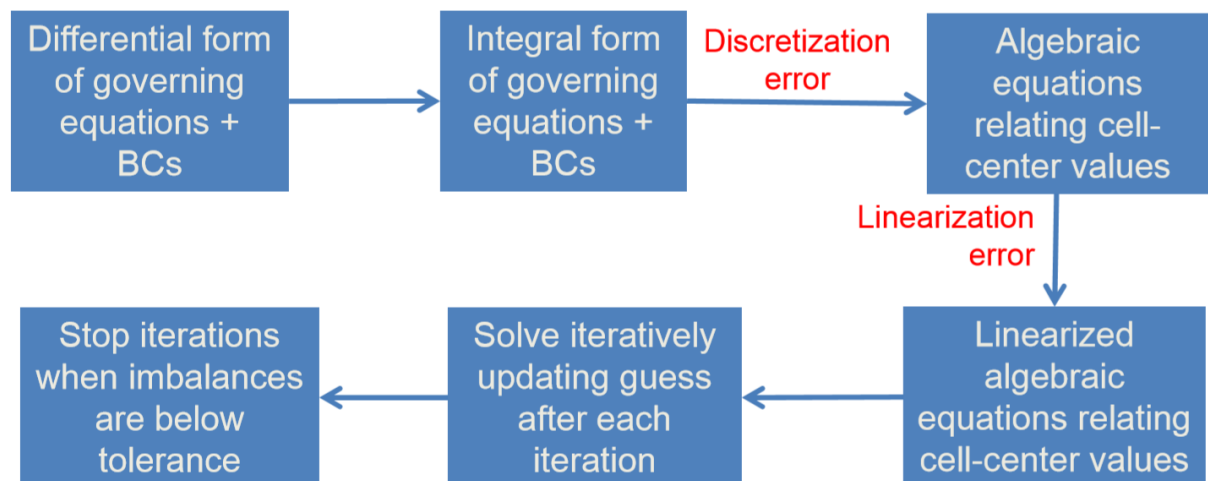 Differential form
of governing
equations +
BCs
Integral form
of governing
equations +
BCs
Discretization
error
Algebraic
equations
relating cell-
center values
Linearization
error
Linearized
algebraic
equations relating
cell-center values
Solve iteratively
updating guess
after each
iteration
Stop iterations
when imbalances
are below
tolerance